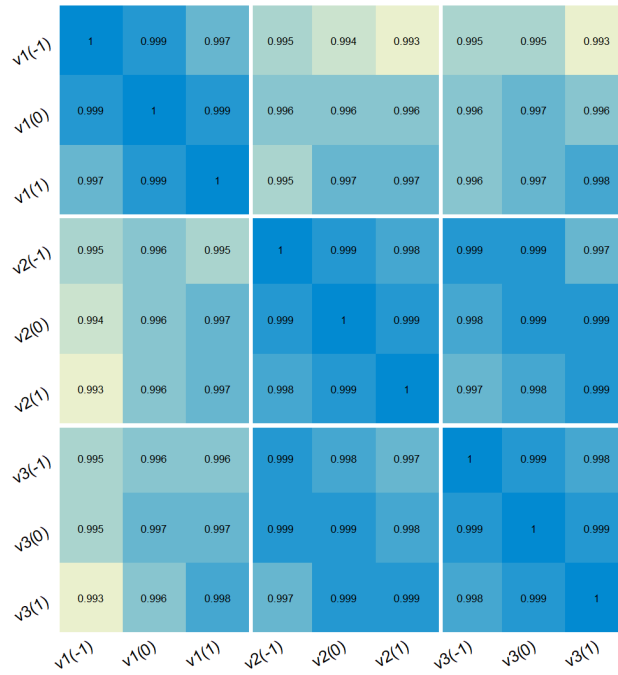 v1(-1) 1 0.999 0.997 0.995 0.994 0.993 0.995 0.995 0.993
v1(0) 0.999 1 0.999 0.996 0.996 0.996 0.996 0.997 0.996
v1(1) 0.997 0.999 1 0.995 0.997 0.997 0.996 0.997 0.998
v2(-1) 0.995 0.996 0.995 1 0.999 0.998 0.999 0.999 0.997
v2(0) 0.994 0.996 0.997 0.999 1 0.999 0.998 0.999 0.999
v2(1) 0.993 0.996 0.997 0.998 0.999 1 0.997 0.998 0.999
v3(-1) 0.995 0.996 0.996 0.999 0.998 0.997 1 0.999 0.998
v3(0) 0.995 0.997 0.997 0.999 0.999 0.998 0.999 1 0.999
v3(1) 0.993 0.996 0.998 0.997 0.999 0.999 0.998 0.999 1
v1(-1) v1(0) v1(1) v2(-1) v2(0) v2(1) v3(-1) v3(0) v3(1)